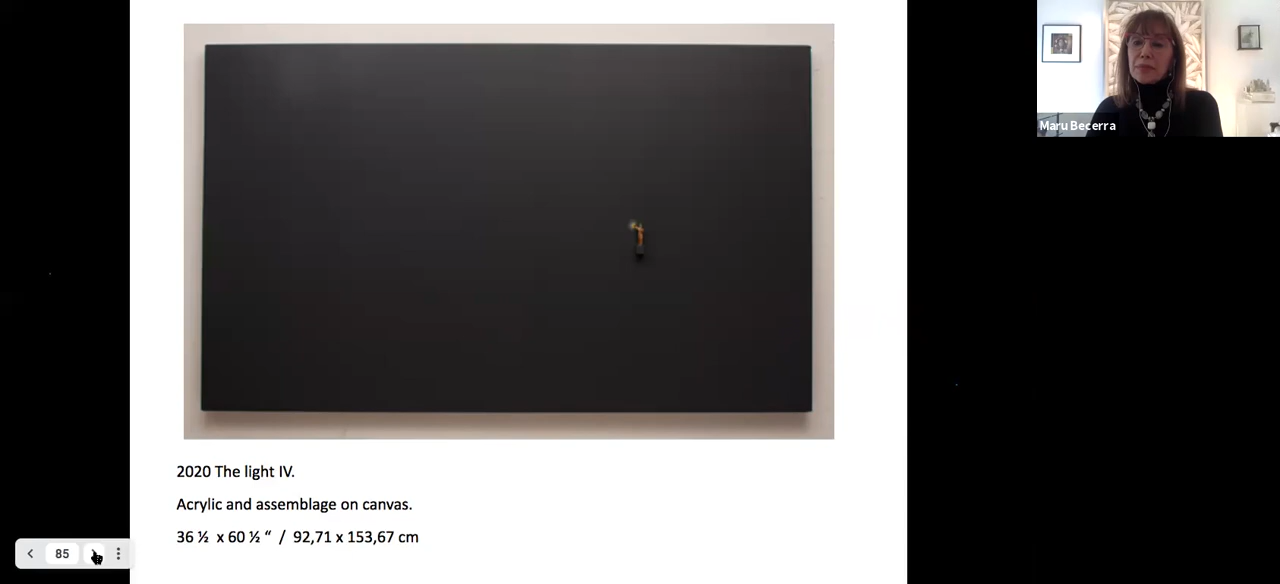 Maru Becerra
2020 The light IV.
Acrylic and assemblage on canvas.
36 ½ x 60 ½ “ / 92,71 x 153,67 cm
85